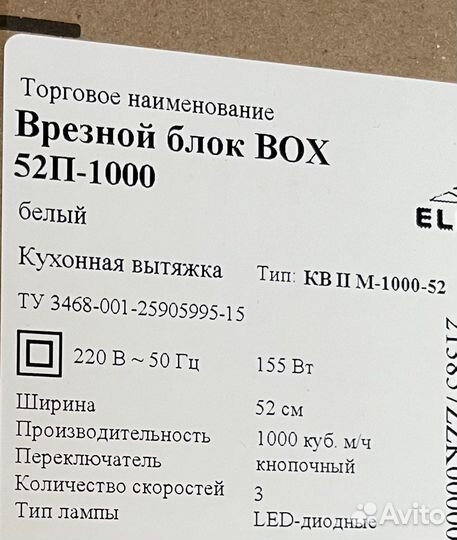 Торговое наименование
Врезной блок BOX
52П-1000
белый
Кухонная вытяжка Тип: КВ II М-1000-52
ТУ 3468-001-25905995-15
220 В ~ 50 Гц 155 Вт
Ширина 52 см
Производительность 1000 куб. м/ч
Переключатель кнопочный
Количество скоростей 3
Тип лампы LED-диодные
Avito